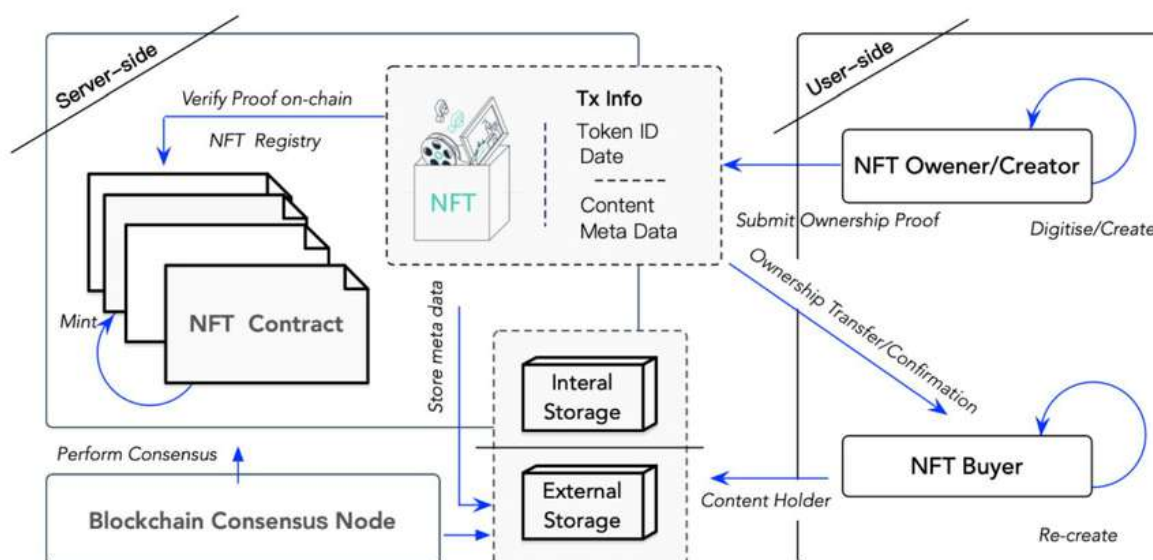 Server-side
User-side
Verify Proof on-chain
NFT Registry
NFT
Tx Info
Token ID
Date
Content
Meta Data
NFT Owener/Creator
Submit Ownership Proof
Digitise/Create
Mint
NFT Contract
Store meta data
Ownership Transfer/Confirmation
Interal
Storage
External
Storage
NFT Buyer
Content Holder
Re-create
Perform Consensus
Blockchain Consensus Node